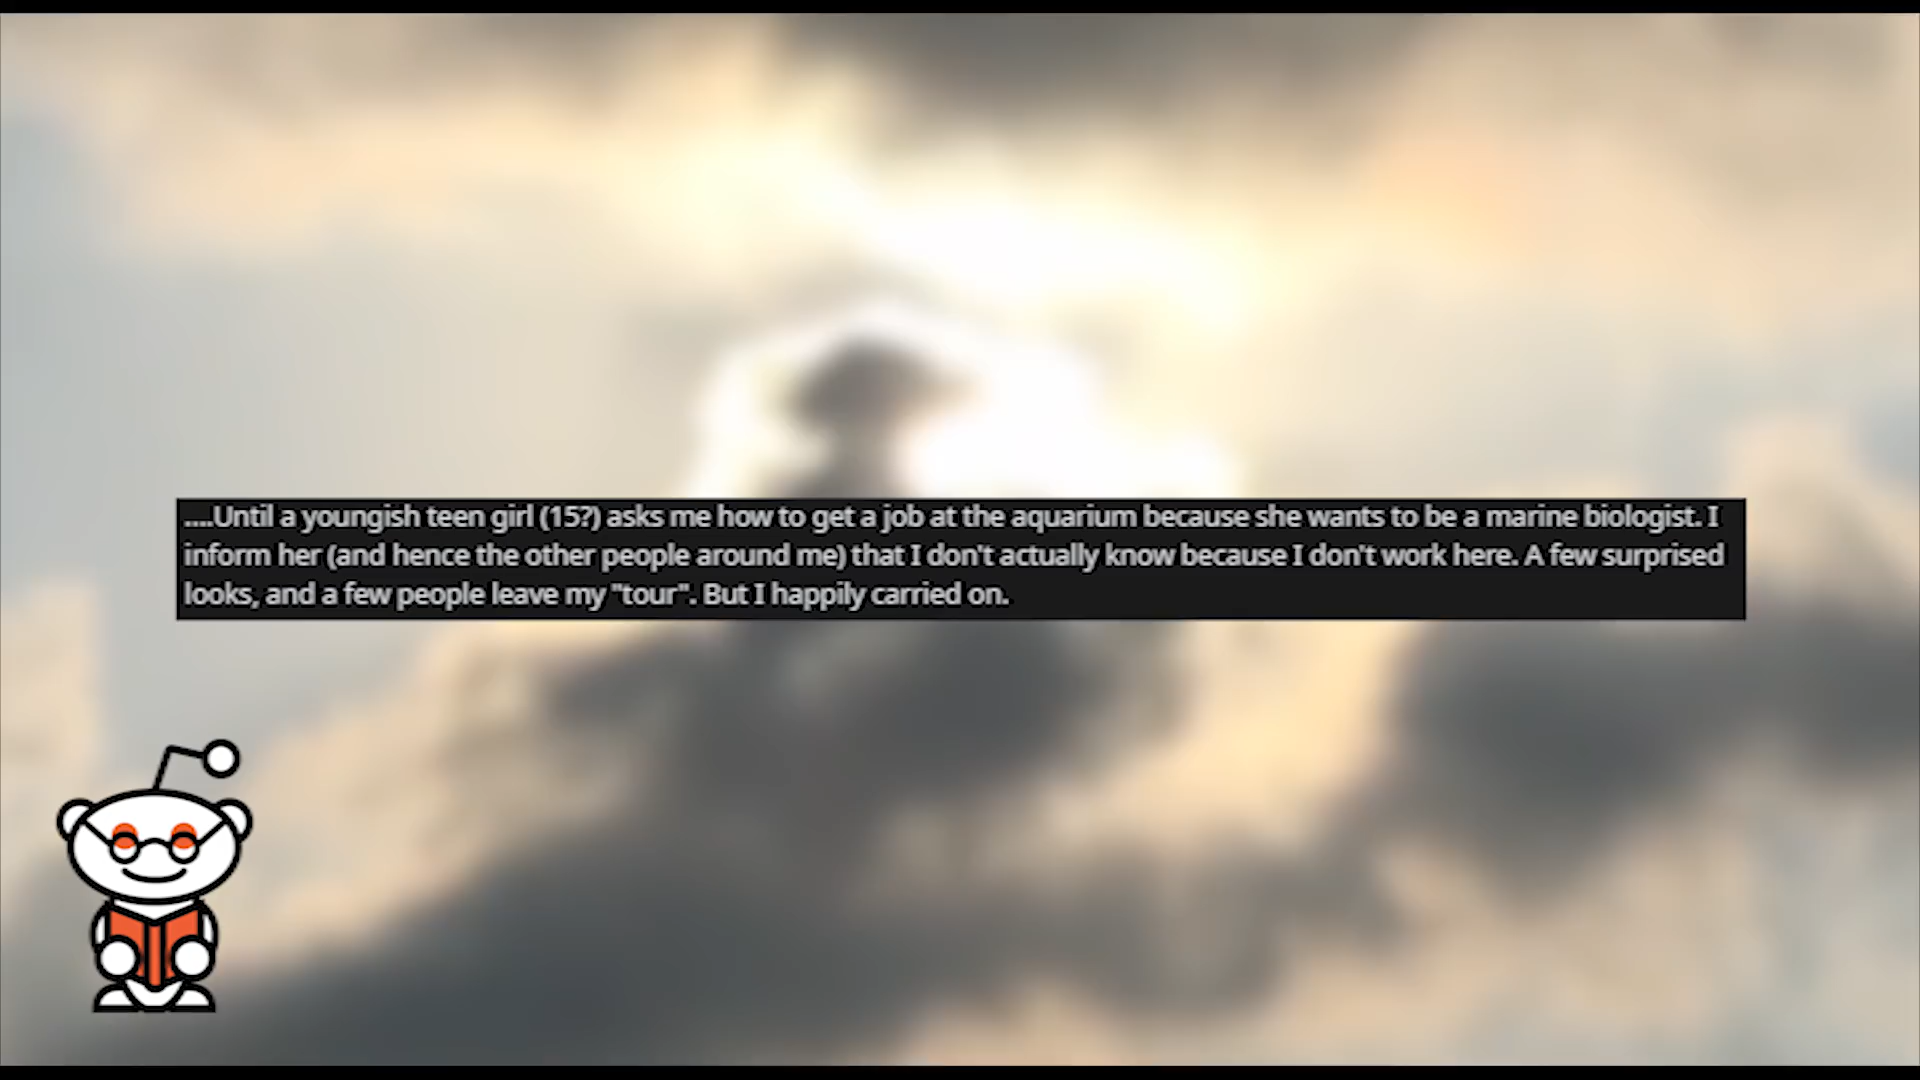 ....Until a youngish teen girl (15?) asks me how to get a job at the aquarium because she wants to be a marine biologist. I
inform her (and hence the other people around me) that I don't actually know because I don't work here. A few surprised
looks, and a few people leave my "tour". But I happily carried on.